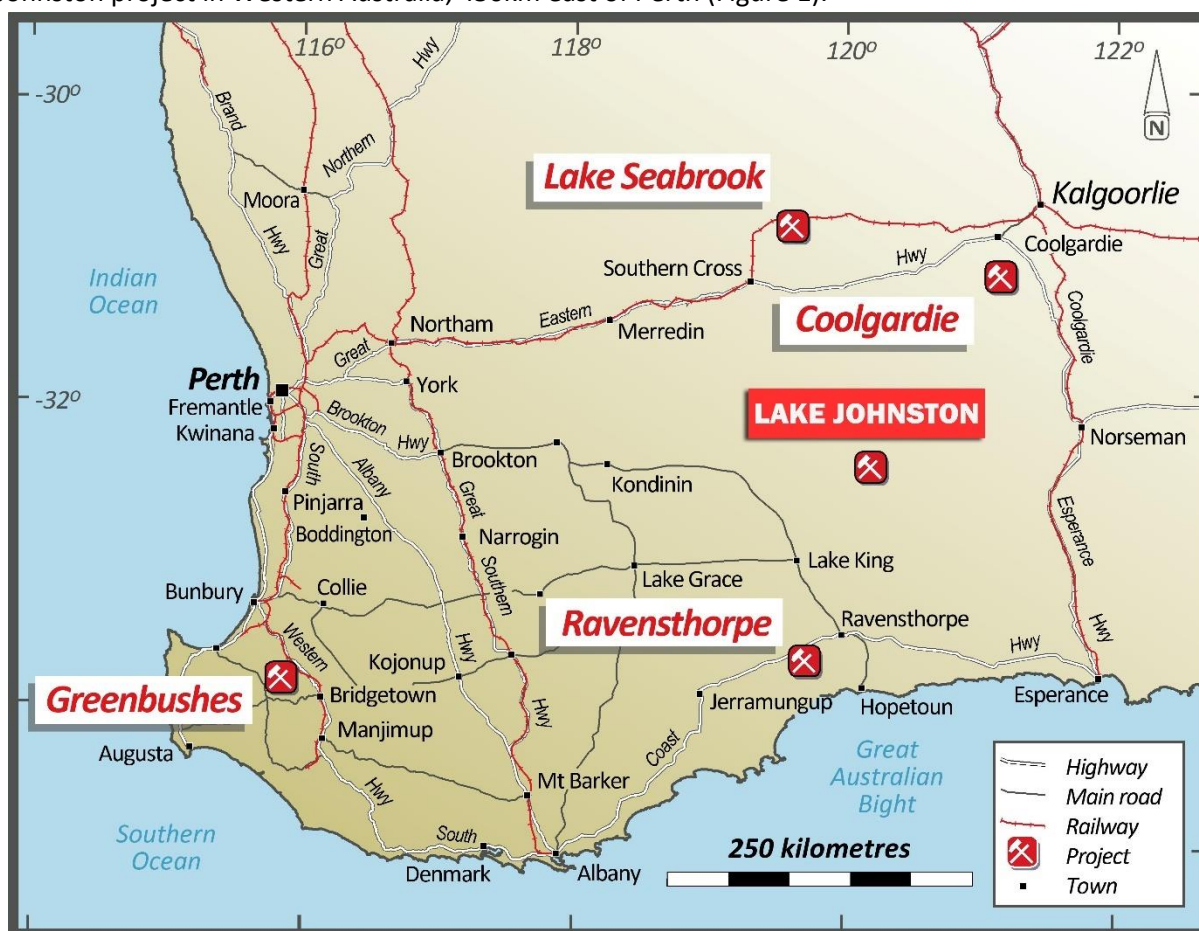 Johnston project in Western Australia, east of Perth (Figure
116°
118°
120°
122°
-30°
Hwy
Brand
Northern
Moora
Hwy
Great
Lake Seabrook
N
Kalgoorlie
Coolgardie
Indian
Ocean
Southern Cross
Hwy
Eastern
Merredin
Coolgardie
Coolgardie
Northam
Great
Perth
York
-32°
Fremantle
Kwinana
Brookton
Hwy
Brookton
LAKE JOHNSTON
Norseman
South
Albany
Kondinin
Pinjarra
Boddington
Great
Narrogin
Esperance
Southern
Lake Grace
Lake King
Bunbury
Collie
Ravensthorpe
Ravensthorpe
Western
Kojonup
Hwy
Hwy
Hwy
Greenbushes
Bridgetown
Jerramungup
Hopetoun
Esperance
Manjimup
Hwy
Coast
Augusta
Great
Australian
Bight
Mt Barker
Hwy
Southern
Ocean
South
Denmark
Albany
250 kilometres
Highway
Main road
Railway
Project
Town